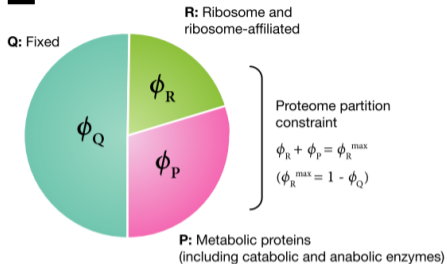 R: Ribosome and
ribosome-affiliated
Q: Fixed
ϕR
ϕQ
ϕP
Proteome partition
constraint
ϕR + ϕP = ϕRmax
(ϕRmax = 1 - ϕQ)
P: Metabolic proteins
(including catabolic and anabolic enzymes)